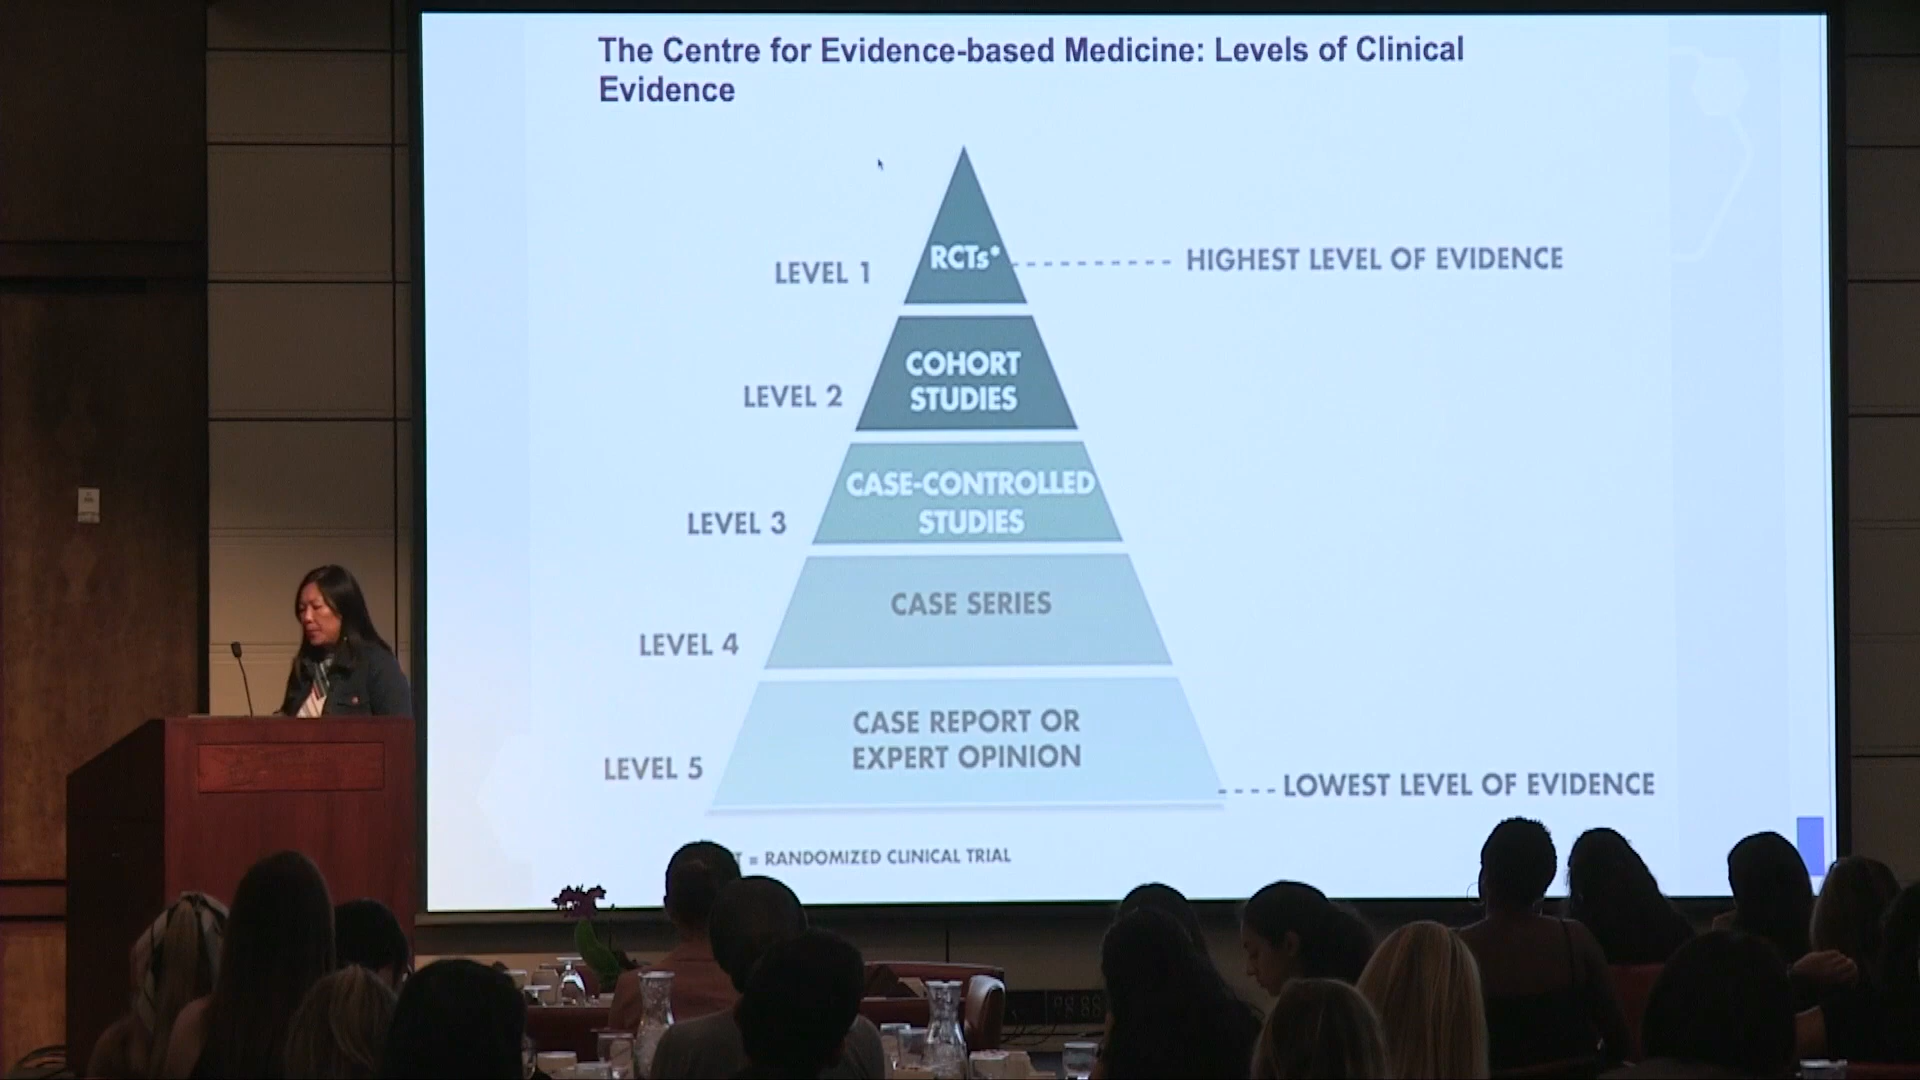 The Centre for Evidence-based Medicine: Levels of Clinical
Evidence
RCTs*
LEVEL 1
HIGHEST LEVEL OF EVIDENCE
COHORT
STUDIES
LEVEL 2
CASE-CONTROLLED
STUDIES
LEVEL 3
CASE SERIES
LEVEL 4
CASE REPORT OR
EXPERT OPINION
LEVEL 5
LOWEST LEVEL OF EVIDENCE
= RANDOMIZED CLINICAL TRIAL